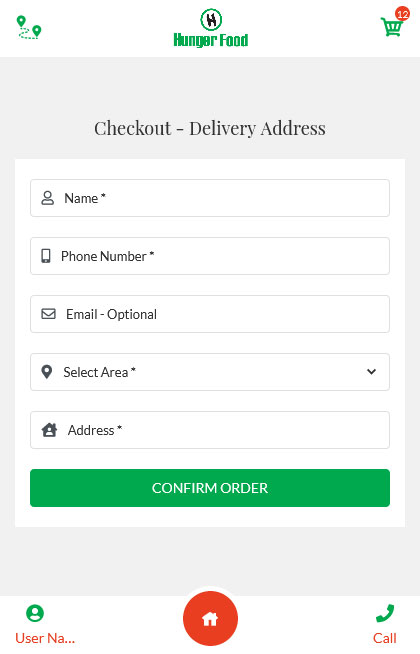 12
Hunger Food
Checkout - Delivery Address
Name *
Phone Number *
Email - Optional
Select Area *
Address *
CONFIRM ORDER
User Na...
Call